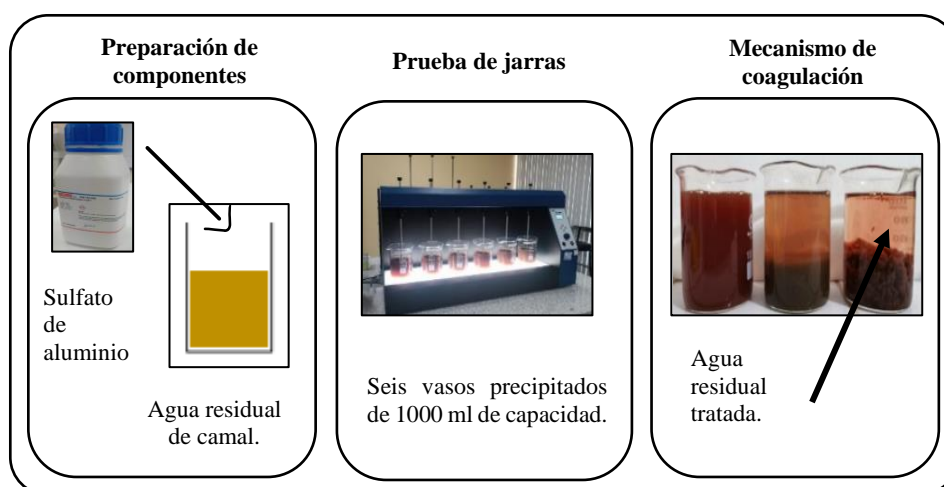 Preparación de
componentes
Sulfato
de
aluminio
Agua residual
de camal.
Prueba de jarras
Seis vasos precipitados
de 1000 ml de capacidad.
Mecanismo de
coagulación
Agua
residual
tratada.